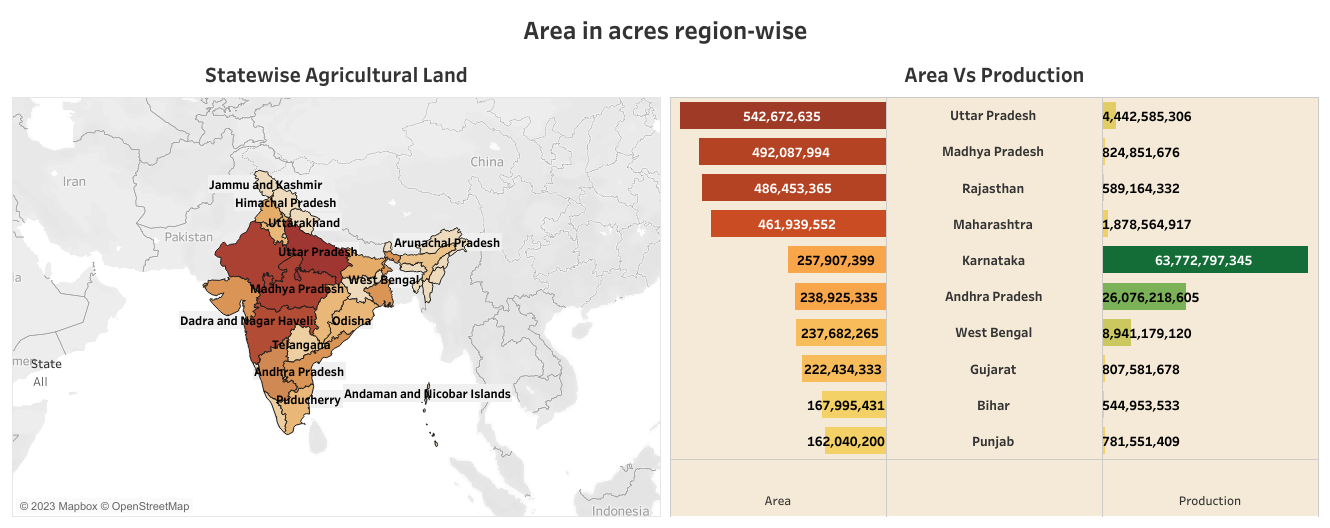 Area in acres region-wise
Statewise Agricultural Land
Iran
China
Pakistan
Jammu and Kashmir
Himachal Pradesh
Uttarakhand
Arunachal Pradesh
Uttar Pradesh
West Bengal
Madhya Pradesh
Dadra and Nagar Haveli
Odisha
Telangana
Andhra Pradesh
Puducherry
Andaman and Nicobar Islands
State
All
Indonesia
© 2023 Mapbox © OpenStreetMap
Area Vs Production
542,672,635 Uttar Pradesh 4,442,585,306
492,087,994 Madhya Pradesh 824,851,676
486,453,365 Rajasthan 589,164,332
461,939,552 Maharashtra 1,878,564,917
257,907,399 Karnataka 63,772,797,345
238,925,335 Andhra Pradesh 26,076,218,605
237,682,265 West Bengal 8,941,179,120
222,434,333 Gujarat 807,581,678
167,995,431 Bihar 544,953,533
162,040,200 Punjab 781,551,409
Area Production